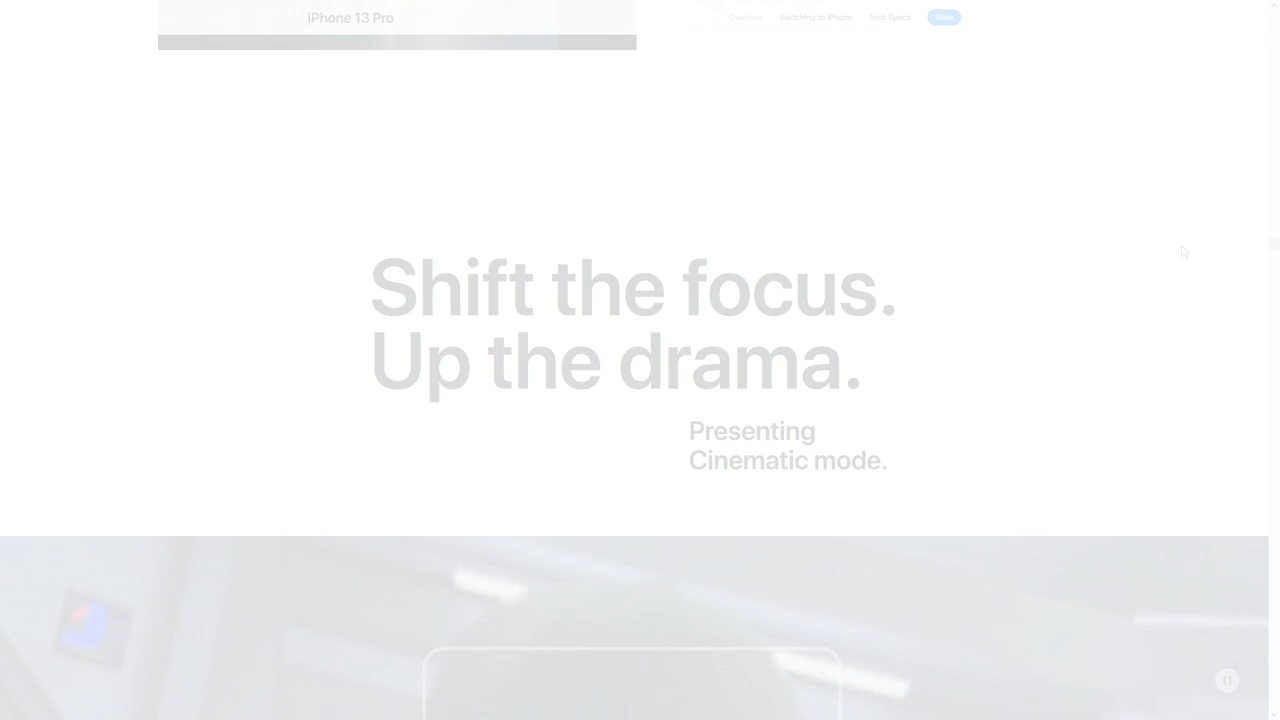 iPhone 13 Pro
Overview
Switching to iPhone
Tech Specs
Shop
Shift the focus.
Up the drama.
Presenting
Cinematic mode.